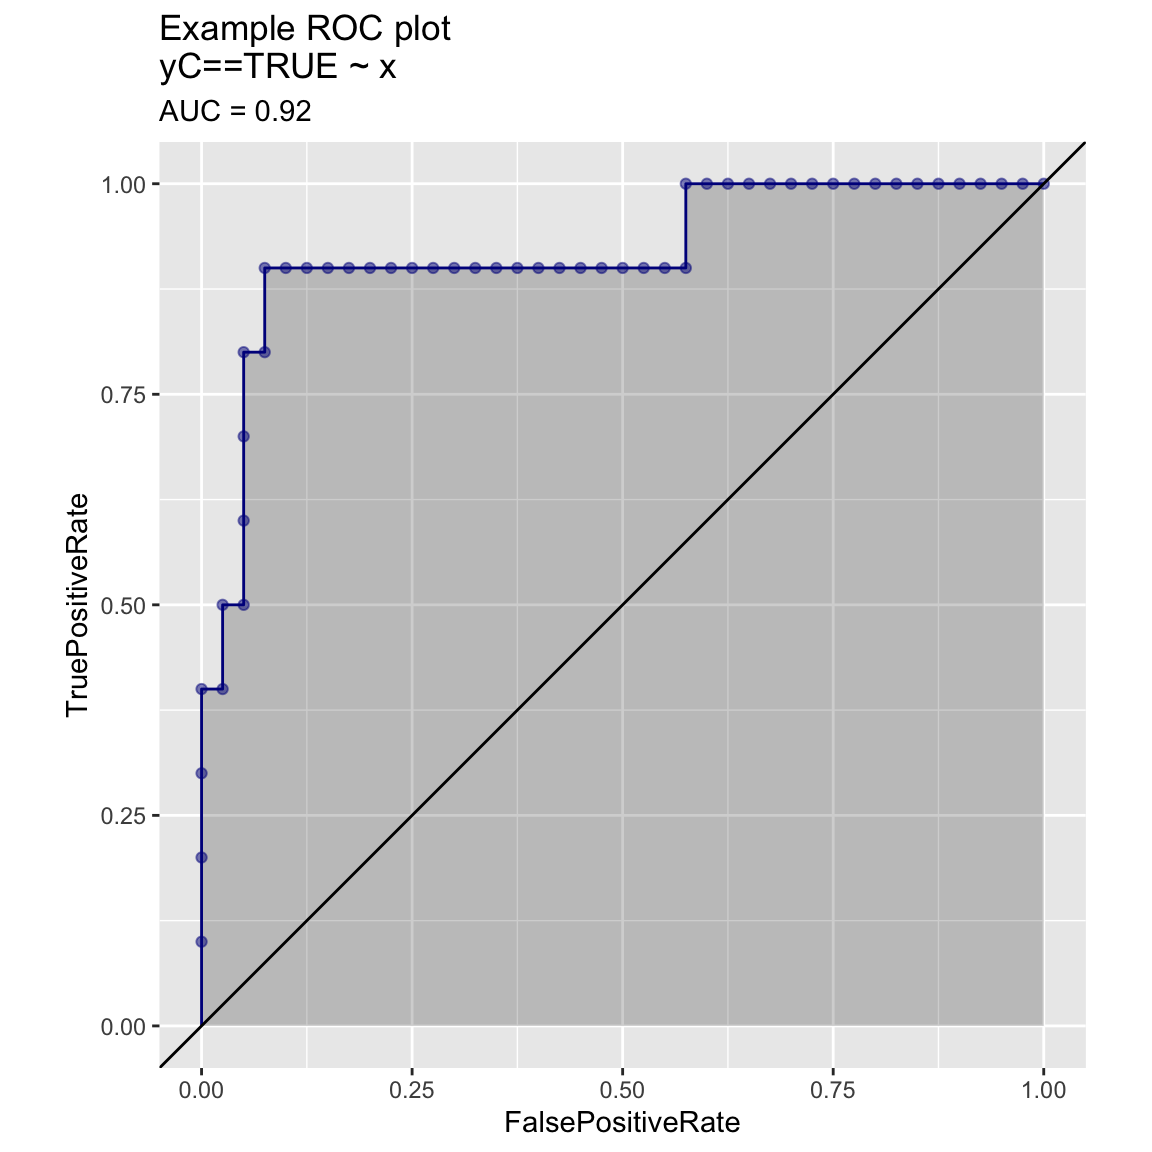 Example ROC plot
yC==TRUE ~ x
AUC = 0.92
1.00
0.75
0.50
0.25
0.00
TruePositiveRate
0.00 0.25 0.50 0.75 1.00
FalsePositiveRate